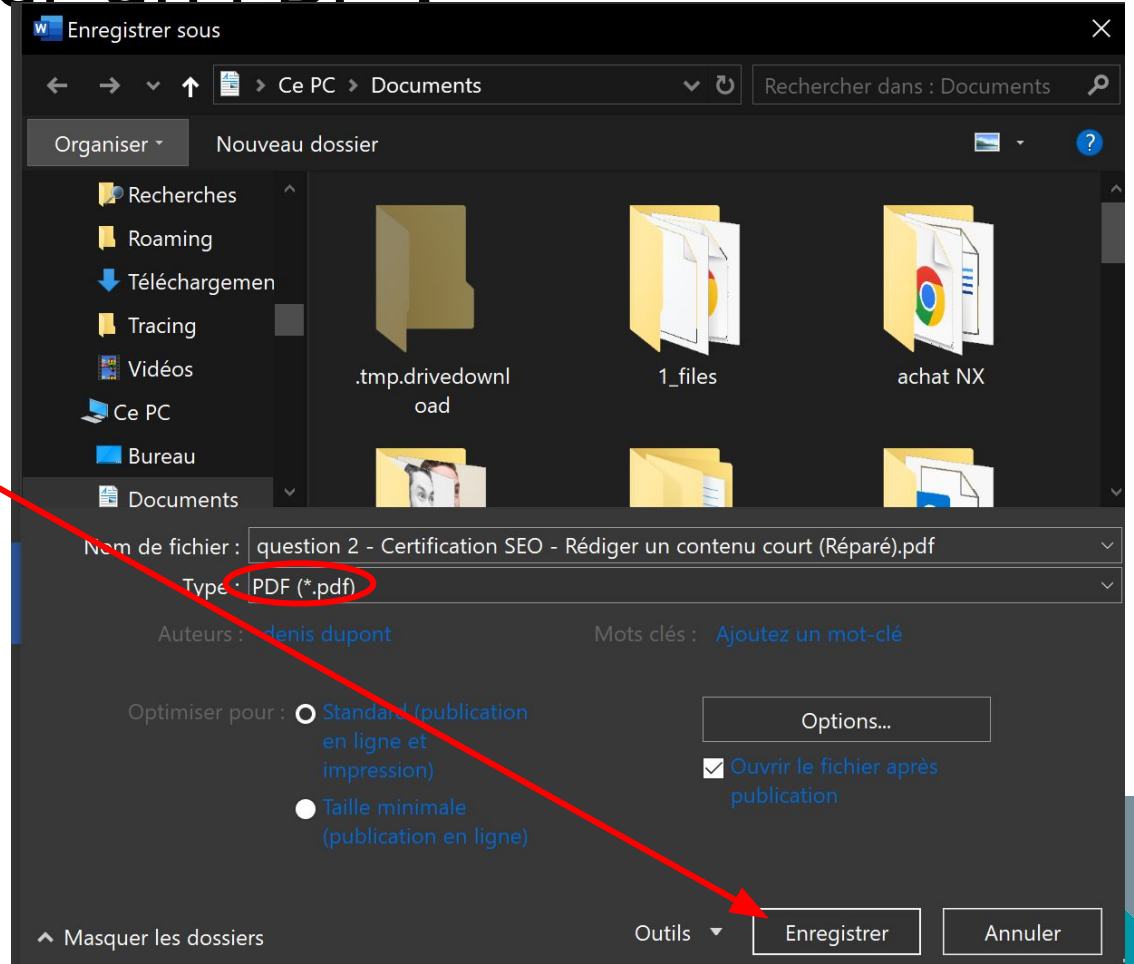 Enregistrer sous
Ce PC > Documents
Rechercher dans : Documents
Organiser
Nouveau dossier
Recherches
Roaming
Téléchargemen
Tracing
Vidéos
Ce PC
Bureau
Documents
.tmp.drivedownl
oad
1_files
achat NX
Nom de fichier : question 2 - Certification SEO - Rédiger un contenu court (Réparé).pdf
Type : PDF (*.pdf)
Auteurs : denis dupont
Mots clés : Ajoutez un mot-clé
Optimiser pour : Standard (publication
en ligne et
impression)
Taille minimale
(publication en ligne)
Options...
Ouvrir le fichier après
publication
Masquer les dossiers
Outils
Enregistrer
Annuler